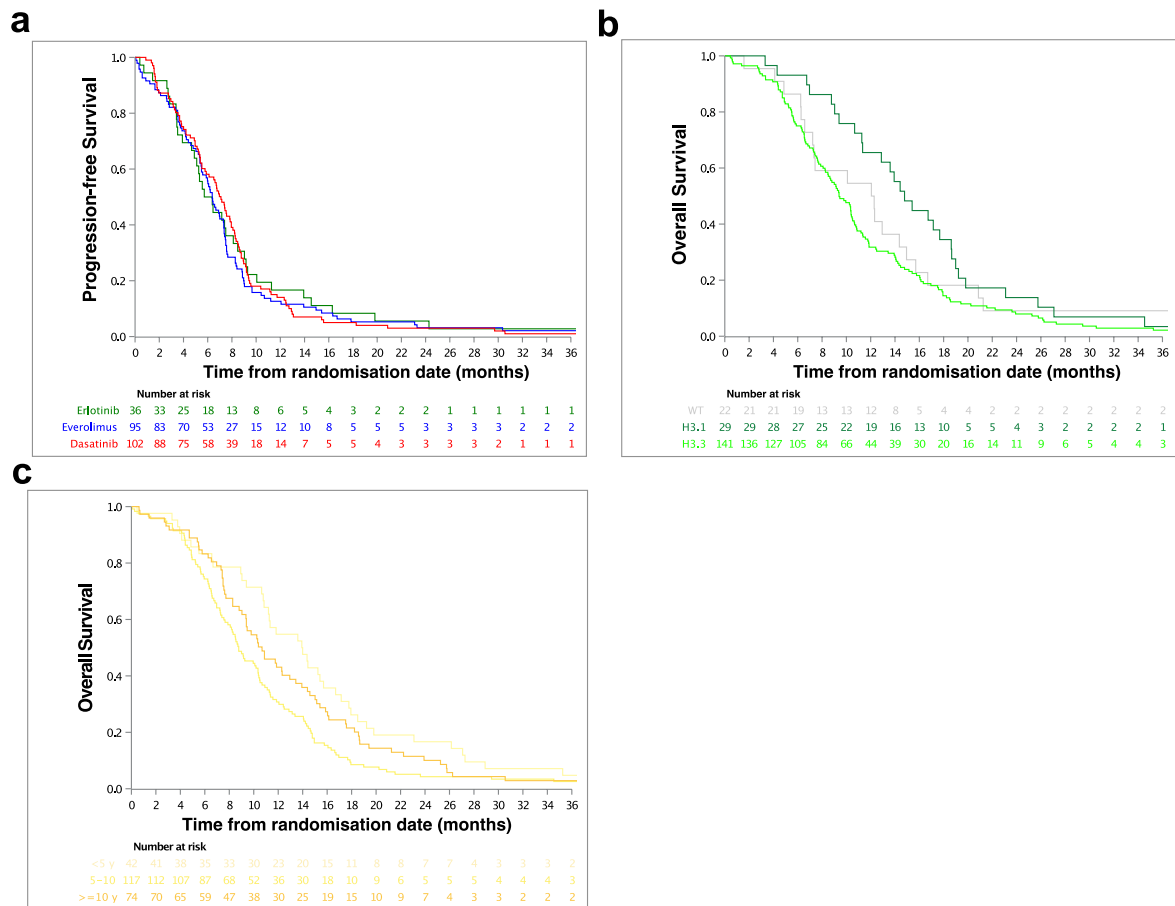 a
Progression-free Survival
1.0
0.8
0.6
0.4
0.2
0.0
0 2 4 6 8 10 12 14 16 18 20 22 24 26 28 30 32 34 36
Time from randomisation date (months)
Number at risk
Erlotinib 36 33 25 18 13 8 6 5 4 3 2 2 2 1 1 1 1 1 1
Everolimus 95 83 70 53 27 15 12 10 8 5 5 5 3 3 3 3 2 2 2
Dasatinib 102 88 75 58 39 18 14 7 5 5 4 3 3 3 3 2 1 1 1
b
Overall Survival
1.0
0.8
0.6
0.4
0.2
0.0
0 2 4 6 8 10 12 14 16 18 20 22 24 26 28 30 32 34 36
Time from randomisation date (months)
Number at risk
WT 22 21 21 19 13 13 12 8 5 4 4 2 2 2 2 2 2 2 2
H3.1 29 29 28 27 25 22 19 16 13 10 5 5 4 3 2 2 2 2 1
H3.3 141 136 127 105 84 66 44 39 30 20 16 14 11 9 6 5 4 4 3
c
Overall Survival
1.0
0.8
0.6
0.4
0.2
0.0
0 2 4 6 8 10 12 14 16 18 20 22 24 26 28 30 32 34 36
Time from randomisation date (months)
Number at risk
<5 y 42 41 38 35 33 30 23 20 15 11 8 8 7 7 4 3 3 3 2
5-10 117 112 107 87 68 52 36 30 18 10 9 6 5 5 5 4 4 4 3
>=10 y 74 70 65 59 47 38 30 25 19 15 10 9 7 4 3 3 2 2 2